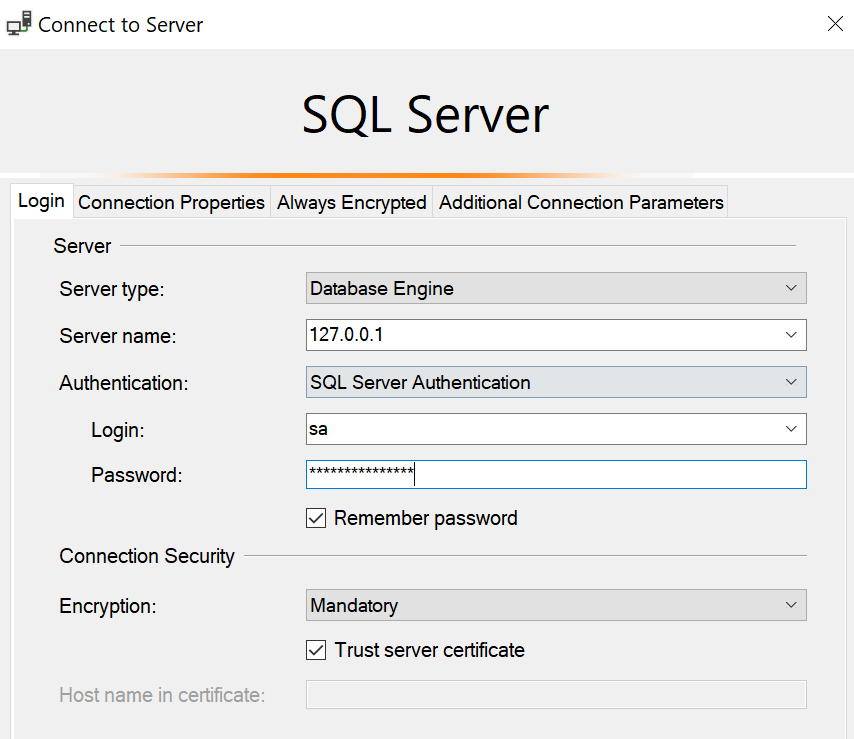 Connect to Server
SQL Server
Login Connection Properties Always Encrypted Additional Connection Parameters
Server
Server type: Database Engine
Server name: 127.0.0.1
Authentication: SQL Server Authentication
Login: sa
Password: ***************
Remember password
Connection Security
Encryption: Mandatory
Trust server certificate
Host name in certificate: